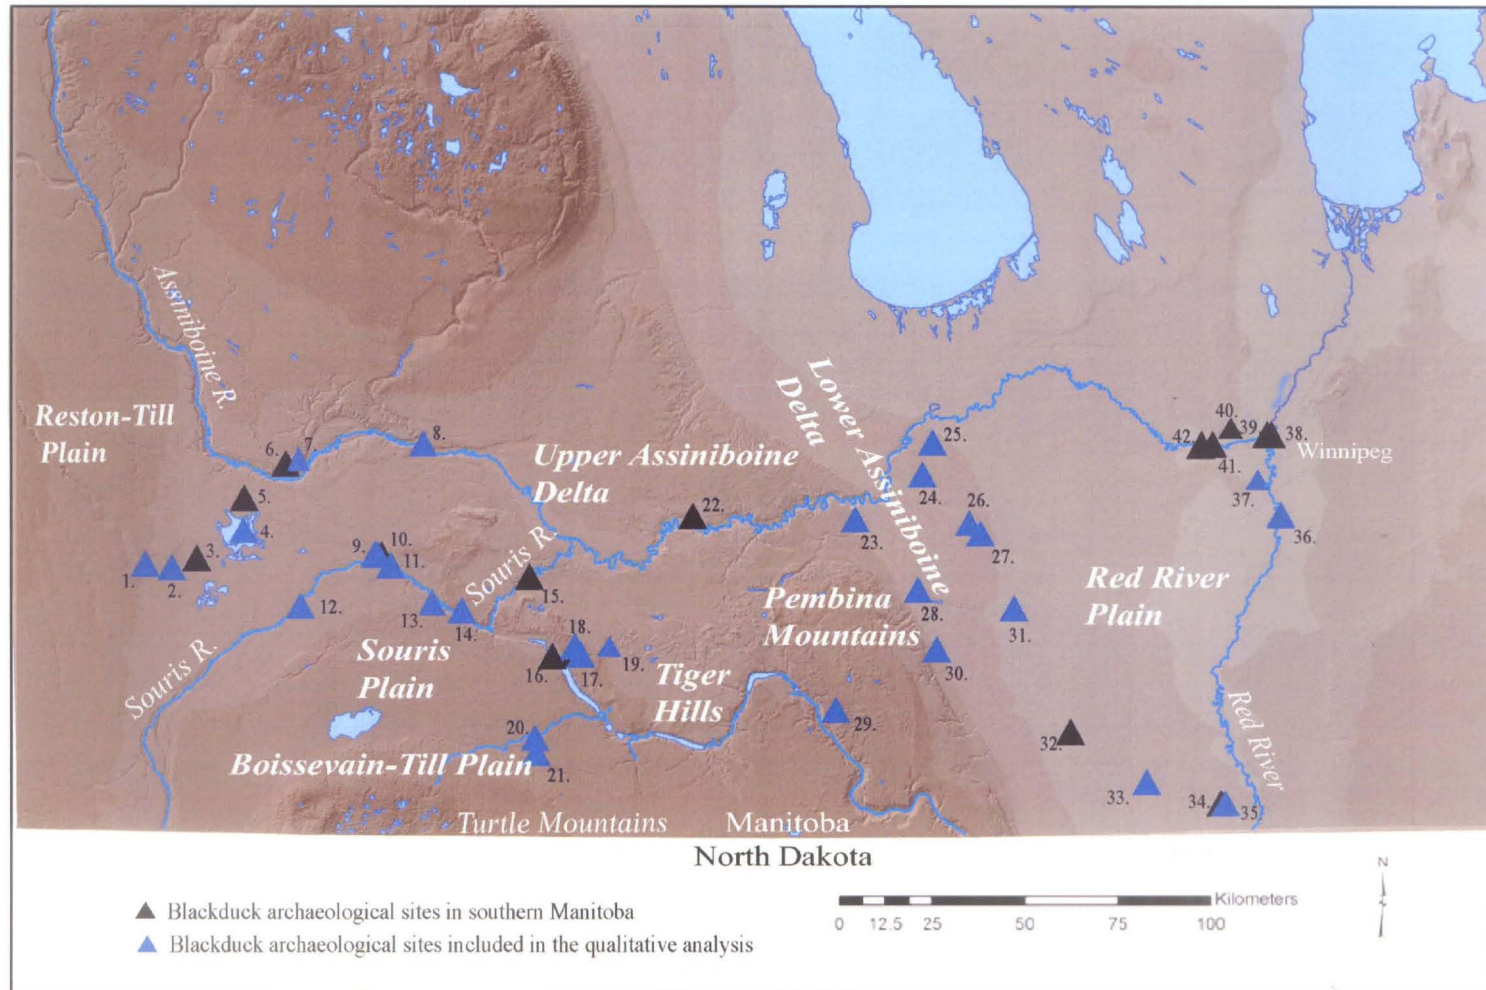 Assiniboine R.
Reston-Till
Plain
6.
7.
8.
5.
4.
3.
1.
2.
9.
10.
11.
12.
13.
14.
Souris R.
Souris R.
Upper Assiniboine
Delta
15.
22.
Lower Assiniboine
Delta
25.
24.
23.
26.
27.
28.
31.
30.
Pembina
Mountains
Red River
Plain
40.
39.
38.
42.
41.
Winnipeg
37.
36.
Souris
Plain
16.
18.
17.
19.
Tiger
Hills
20.
21.
29.
Boissevain-Till Plain
32.
33.
34.
35.
Red River
Turtle Mountains
Manitoba
North Dakota
N
Blackduck archaeological sites in southern Manitoba
Blackduck archaeological sites included in the qualitative analysis
Kilometers
0 12.5 25 50 75 100